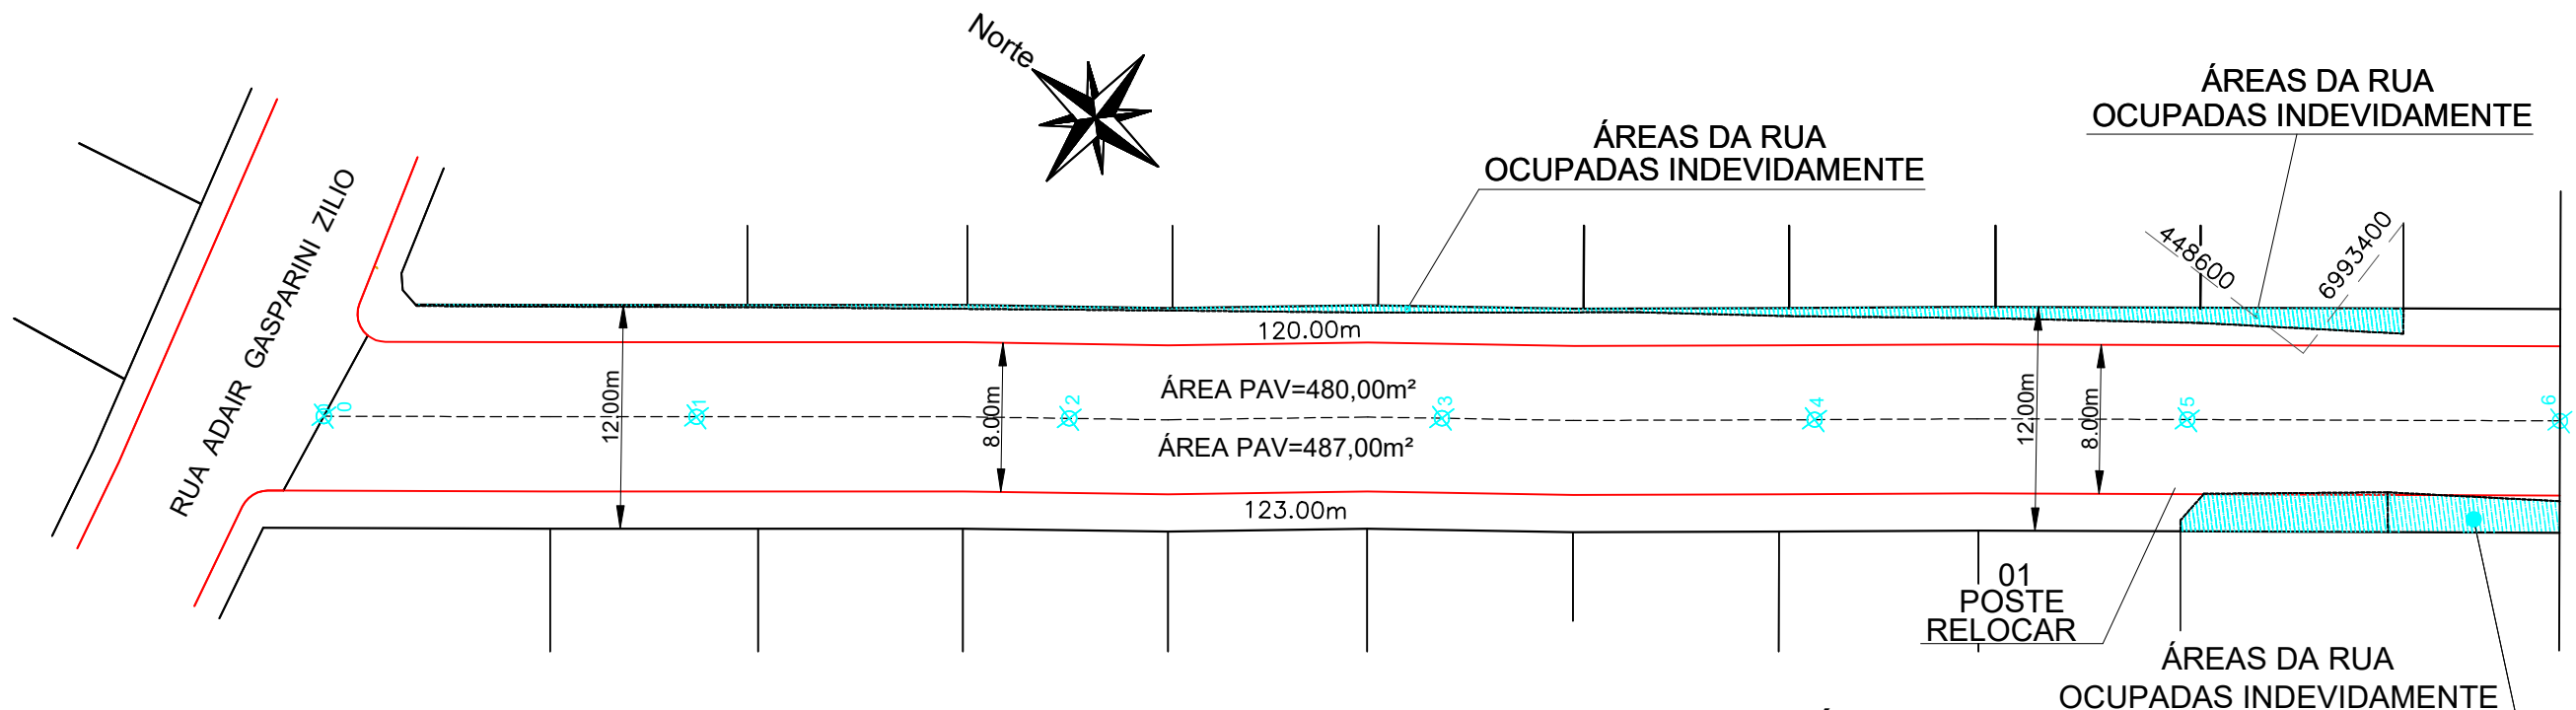 Norte
ÁREAS DA RUA
OCUPADAS INDEVIDAMENTE
ÁREAS DA RUA
OCUPADAS INDEVIDAMENTE
448600
6993400
RUA ADAIR GASPARINI ZILIO
120.00m
12.00m
8.00m
ÁREA PAV=480,00m²
ÁREA PAV=487,00m²
12.00m
8.00m
0
1
2
3
4
5
6
123.00m
01
POSTE
RELOCAR
ÁREAS DA RUA
OCUPADAS INDEVIDAMENTE